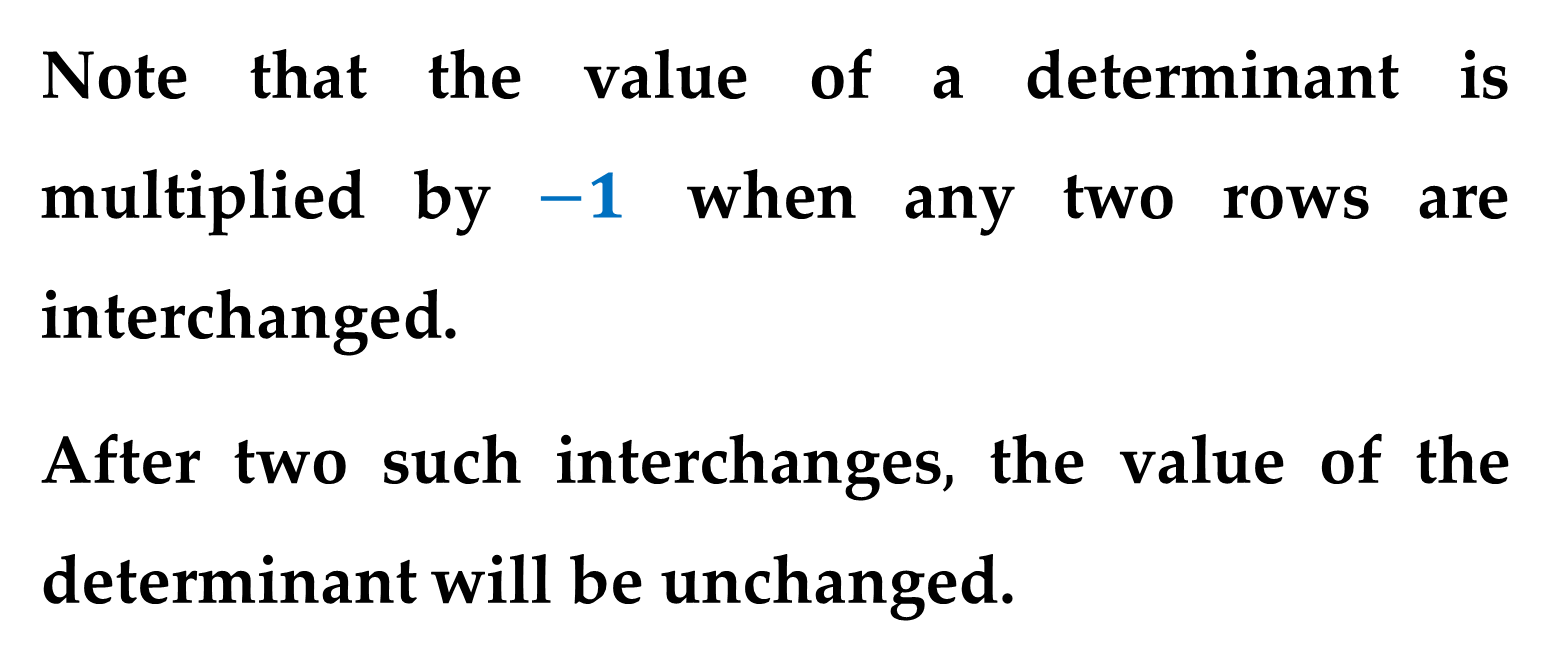 Note that the value of a determinant is
multiplied by −1 when any two rows are
interchanged.
After two such interchanges, the value of the
determinant will be unchanged.